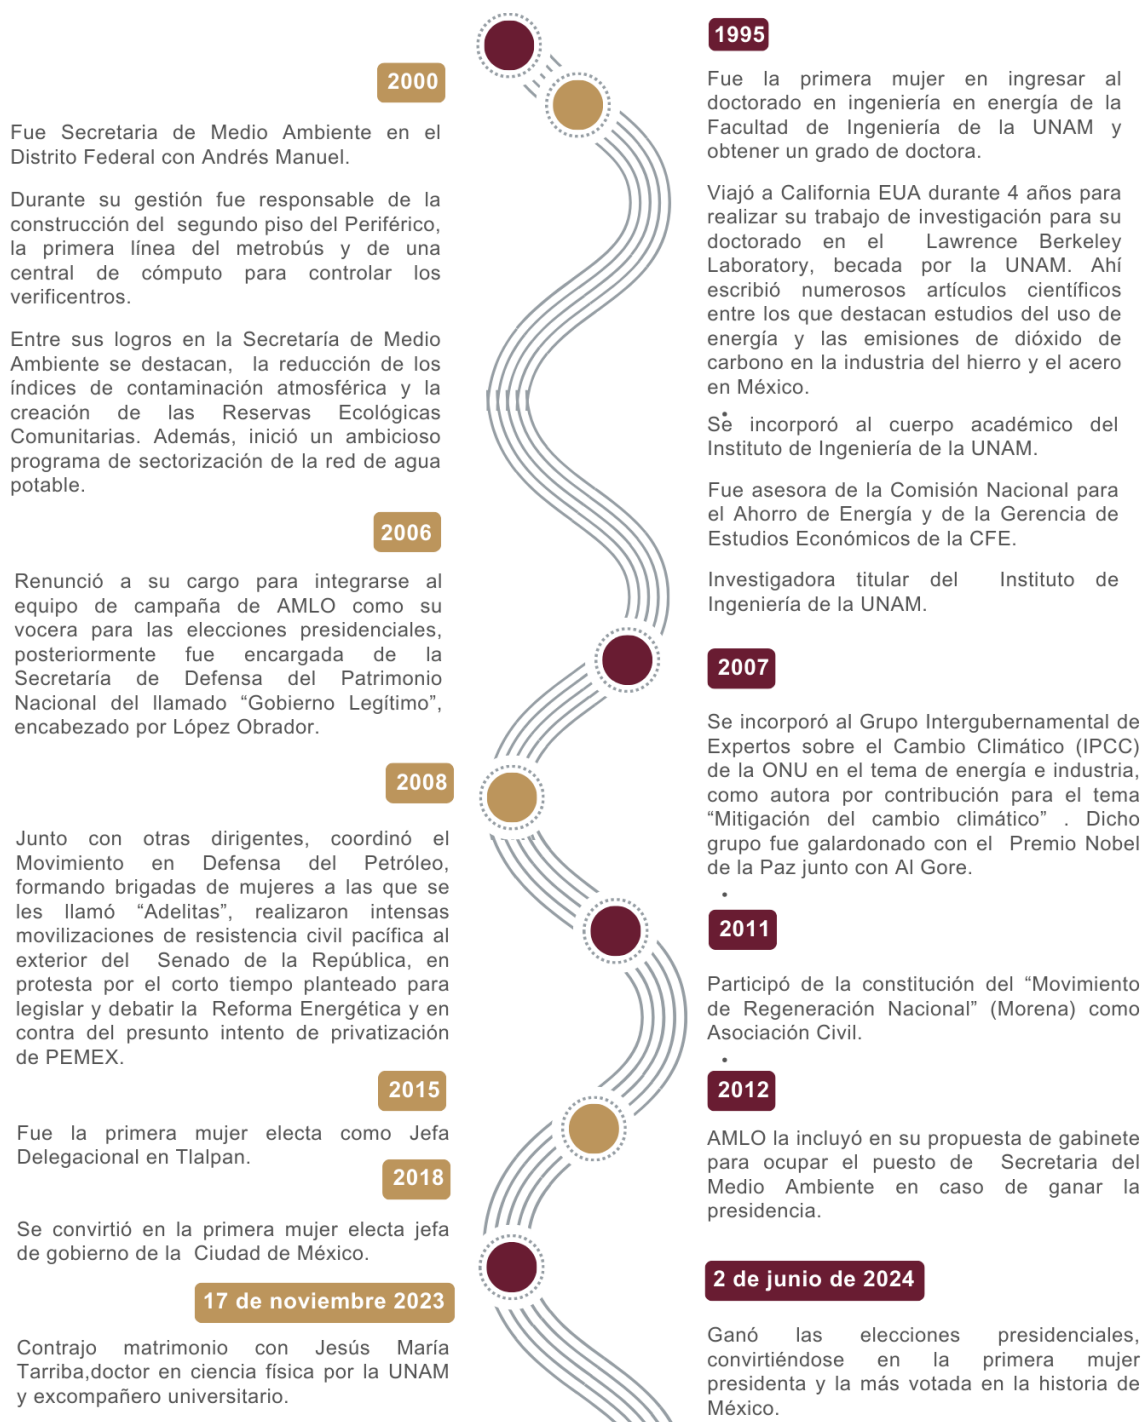 1995
Fue la primera mujer en ingresar al
doctorado en ingeniería en energía de la
Facultad de Ingeniería de la UNAM y
obtener un grado de doctora.
Viajó a California EUA durante 4 años para
realizar su trabajo de investigación para su
doctorado en el Lawrence Berkeley
Laboratory, becada por la UNAM. Ahí
escribió numerosos artículos científicos
entre los que destacan estudios del uso de
energía y las emisiones de dióxido de
carbono en la industria del hierro y el acero
en México.
Se incorporó al cuerpo académico del
Instituto de Ingeniería de la UNAM.
Fue asesora de la Comisión Nacional para
el Ahorro de Energía y de la Gerencia de
Estudios Económicos de la CFE.
Investigadora titular del Instituto de
Ingeniería de la UNAM.
2000
Fue Secretaria de Medio Ambiente en el
Distrito Federal con Andrés Manuel.
Durante su gestión fue responsable de la
construcción del segundo piso del Periférico,
la primera línea del metrobús y de una
central de cómputo para controlar los
verificentros.
Entre sus logros en la Secretaría de Medio
Ambiente se destacan, la reducción de los
índices de contaminación atmosférica y la
creación de las Reservas Ecológicas
Comunitarias. Además, inició un ambicioso
programa de sectorización de la red de agua
potable.
2006
Renunció a su cargo para integrarse al
equipo de campaña de AMLO como su
vocera para las elecciones presidenciales,
posteriormente fue encargada de la
Secretaría de Defensa del Patrimonio
Nacional del llamado “Gobierno Legítimo”,
encabezado por López Obrador.
2007
Se incorporó al Grupo Intergubernamental de
Expertos sobre el Cambio Climático (IPCC)
de la ONU en el tema de energía e industria,
como autora por contribución para el tema
“Mitigación del cambio climático” . Dicho
grupo fue galardonado con el Premio Nobel
de la Paz junto con Al Gore.
2008
Junto con otras dirigentes, coordinó el
Movimiento en Defensa del Petróleo,
formando brigadas de mujeres a las que se
les llamó “Adelitas”, realizaron intensas
movilizaciones de resistencia civil pacífica al
exterior del Senado de la República, en
protesta por el corto tiempo planteado para
legislar y debatir la Reforma Energética y en
contra del presunto intento de privatización
de PEMEX.
2011
Participó de la constitución del “Movimiento
de Regeneración Nacional” (Morena) como
Asociación Civil.
2012
AMLO la incluyó en su propuesta de gabinete
para ocupar el puesto de Secretaria del
Medio Ambiente en caso de ganar la
presidencia.
2015
Fue la primera mujer electa como Jefa
Delegacional en Tlalpan.
2018
Se convirtió en la primera mujer electa jefa
de gobierno de la Ciudad de México.
17 de noviembre 2023
Contrajo matrimonio con Jesús María
Tarriba,doctor en ciencia física por la UNAM
y excompañero universitario.
2 de junio de 2024
Ganó las elecciones presidenciales,
convirtiéndose en la primera mujer
presidenta y la más votada en la historia de
México.